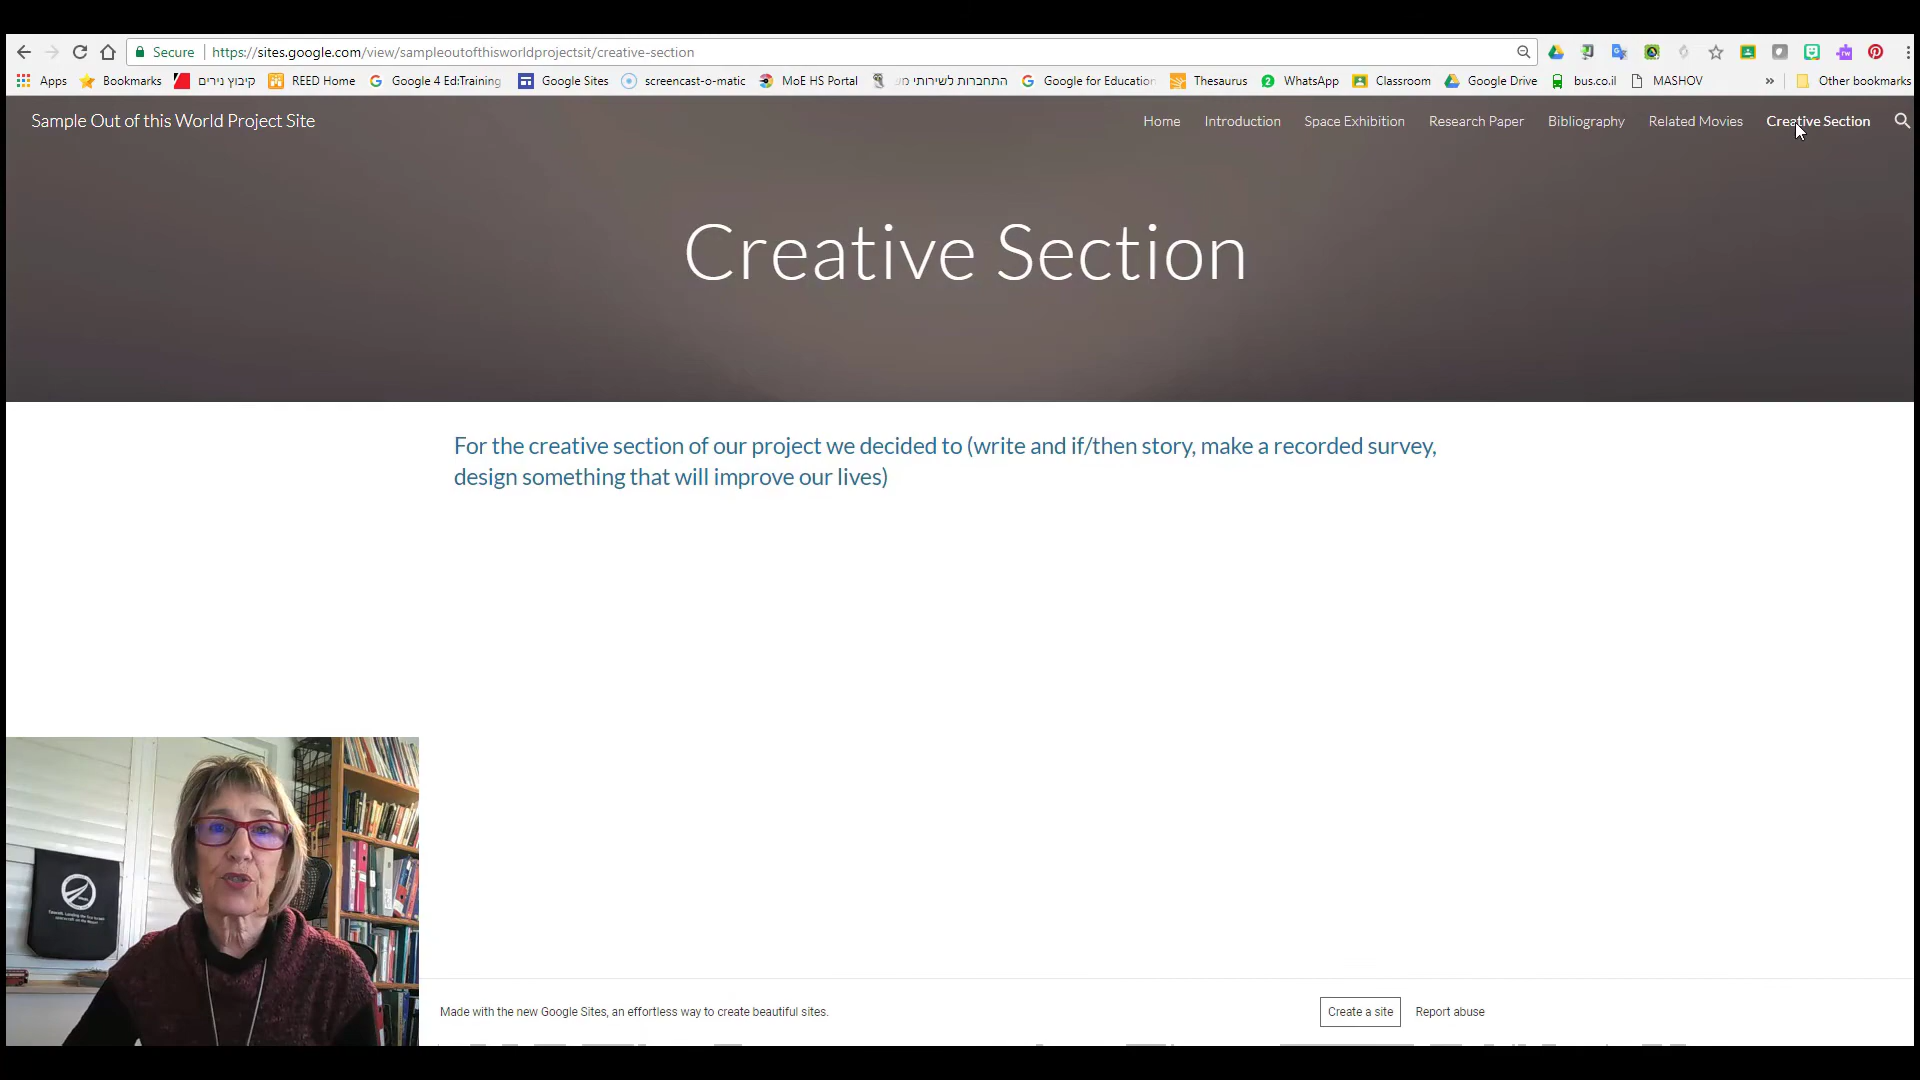 Secure https://sites.google.com/view/sampleoutofthisworldprojectsit/creative-section
Apps Bookmarks קיבוץ נירים REED Home Google 4 Ed:Training Google Sites screencast-o-matic MoE HS Portal התחברות לשירותי Google for Education Thesaurus 2 WhatsApp Classroom Google Drive bus.co.il MASHOV » Other bookmarks
Sample Out of this World Project Site Home Introduction Space Exhibition Research Paper Bibliography Related Movies Creative Section
Creative Section
For the creative section of our project we decided to (write and if/then story, make a recorded survey,
design something that will improve our lives)
Made with the new Google Sites, an effortless way to create beautiful sites. Create a site Report abuse